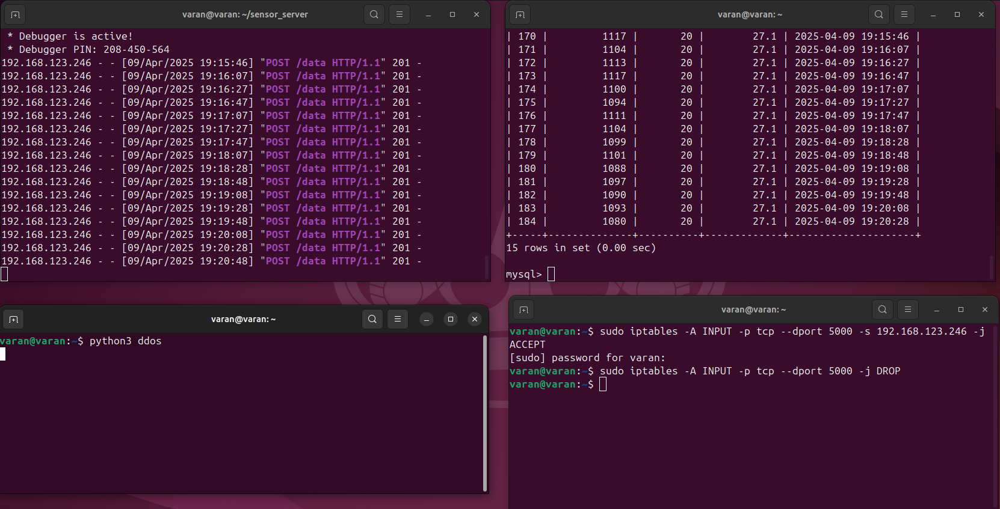 varan@varan: ~/sensor_server
* Debugger is active!
* Debugger PIN: 208-450-564
192.168.123.246 - - [09/Apr/2025 19:15:46] "POST /data HTTP/1.1" 201 -
192.168.123.246 - - [09/Apr/2025 19:16:07] "POST /data HTTP/1.1" 201 -
192.168.123.246 - - [09/Apr/2025 19:16:27] "POST /data HTTP/1.1" 201 -
192.168.123.246 - - [09/Apr/2025 19:16:47] "POST /data HTTP/1.1" 201 -
192.168.123.246 - - [09/Apr/2025 19:17:07] "POST /data HTTP/1.1" 201 -
192.168.123.246 - - [09/Apr/2025 19:17:27] "POST /data HTTP/1.1" 201 -
192.168.123.246 - - [09/Apr/2025 19:17:47] "POST /data HTTP/1.1" 201 -
192.168.123.246 - - [09/Apr/2025 19:18:07] "POST /data HTTP/1.1" 201 -
192.168.123.246 - - [09/Apr/2025 19:18:28] "POST /data HTTP/1.1" 201 -
192.168.123.246 - - [09/Apr/2025 19:18:48] "POST /data HTTP/1.1" 201 -
192.168.123.246 - - [09/Apr/2025 19:19:08] "POST /data HTTP/1.1" 201 -
192.168.123.246 - - [09/Apr/2025 19:19:28] "POST /data HTTP/1.1" 201 -
192.168.123.246 - - [09/Apr/2025 19:19:48] "POST /data HTTP/1.1" 201 -
192.168.123.246 - - [09/Apr/2025 19:20:08] "POST /data HTTP/1.1" 201 -
192.168.123.246 - - [09/Apr/2025 19:20:28] "POST /data HTTP/1.1" 201 -
192.168.123.246 - - [09/Apr/2025 19:20:48] "POST /data HTTP/1.1" 201 -
varan@varan: ~
| 170 | 1117 | 20 | 27.1 | 2025-04-09 19:15:46 |
| 171 | 1104 | 20 | 27.1 | 2025-04-09 19:16:07 |
| 172 | 1113 | 20 | 27.1 | 2025-04-09 19:16:27 |
| 173 | 1117 | 20 | 27.1 | 2025-04-09 19:16:47 |
| 174 | 1100 | 20 | 27.1 | 2025-04-09 19:17:07 |
| 175 | 1094 | 20 | 27.1 | 2025-04-09 19:17:27 |
| 176 | 1111 | 20 | 27.1 | 2025-04-09 19:17:47 |
| 177 | 1104 | 20 | 27.1 | 2025-04-09 19:18:07 |
| 178 | 1099 | 20 | 27.1 | 2025-04-09 19:18:28 |
| 179 | 1101 | 20 | 27.1 | 2025-04-09 19:18:48 |
| 180 | 1088 | 20 | 27.1 | 2025-04-09 19:19:08 |
| 181 | 1097 | 20 | 27.1 | 2025-04-09 19:19:28 |
| 182 | 1090 | 20 | 27.1 | 2025-04-09 19:19:48 |
| 183 | 1093 | 20 | 27.1 | 2025-04-09 19:20:08 |
| 184 | 1080 | 20 | 27.1 | 2025-04-09 19:20:28 |
+-----+--------------+----------+-------------+---------------------+
15 rows in set (0.00 sec)
mysql>
varan@varan: ~
varan@varan:~$ python3 ddos
varan@varan: ~
varan@varan:~$ sudo iptables -A INPUT -p tcp --dport 5000 -s 192.168.123.246 -j
ACCEPT
[sudo] password for varan:
varan@varan:~$ sudo iptables -A INPUT -p tcp --dport 5000 -j DROP
varan@varan:~$